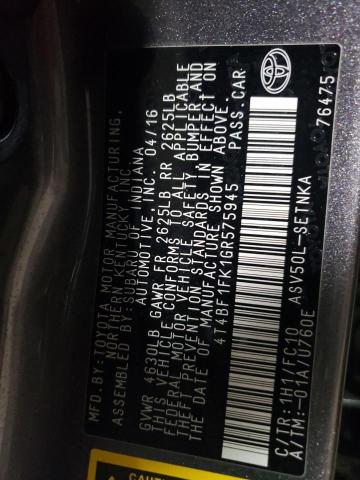 MFD. BY:TOYOTA MOTOR MANUFACTURING,
NORTHERN KENTUCKY, INC
ASSEMBLED BY:SUBARU OF INDIANA
AUTOMOTIVE, INC. 04/16
GVWR 4630LB GAWR FR 2625LB RR 2625LB
THIS VEHICLE CONFORMS TO ALL APPLICABLE
FEDERAL MOTOR VEHICLE SAFETY, BUMPER AND
THEFT PREVENTION STANDARDS IN EFFECT ON
THE DATE OF MANUFACTURE SHOWN ABOVE.
4T4BF1FK1GR575945 PASS.CAR
C/TR:1H1/FC10 ASV50L-SETNKA
A/TM:-01A/U760E 76475
CAUTION